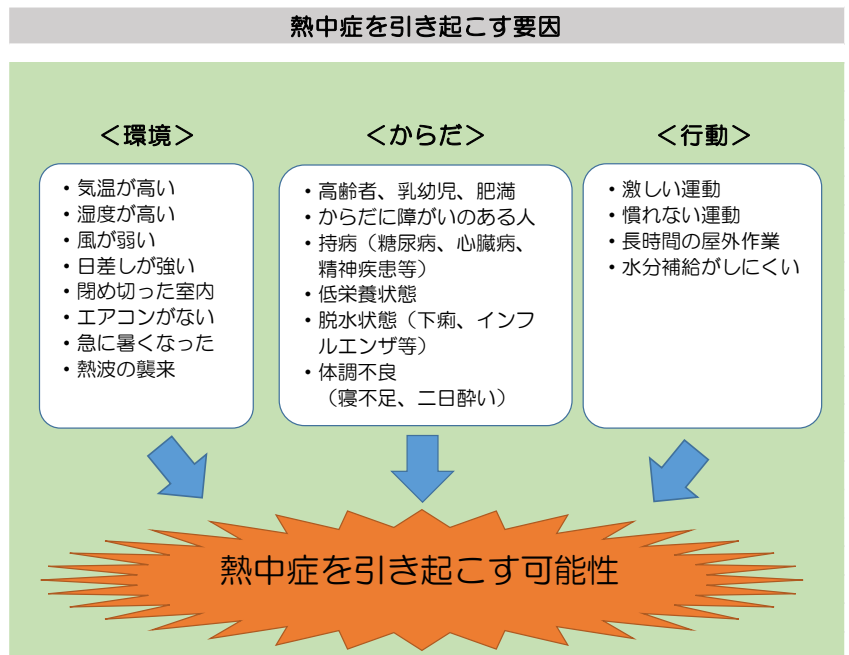 熱中症を引き起こす要因
＜環境＞
・気温が高い
・湿度が高い
・風が弱い
・日差しが強い
・閉め切った室内
・エアコンがない
・急に暑くなった
・熱波の襲来
＜からだ＞
・高齢者、乳幼児、肥満
・からだに障がいのある人
・持病（糖尿病、心臓病、
精神疾患等）
・低栄養状態
・脱水状態（下痢、インフ
ルエンザ等）
・体調不良
（寝不足、二日酔い）
＜行動＞
・激しい運動
・慣れない運動
・長時間の屋外作業
・水分補給がしにくい
熱中症を引き起こす可能性